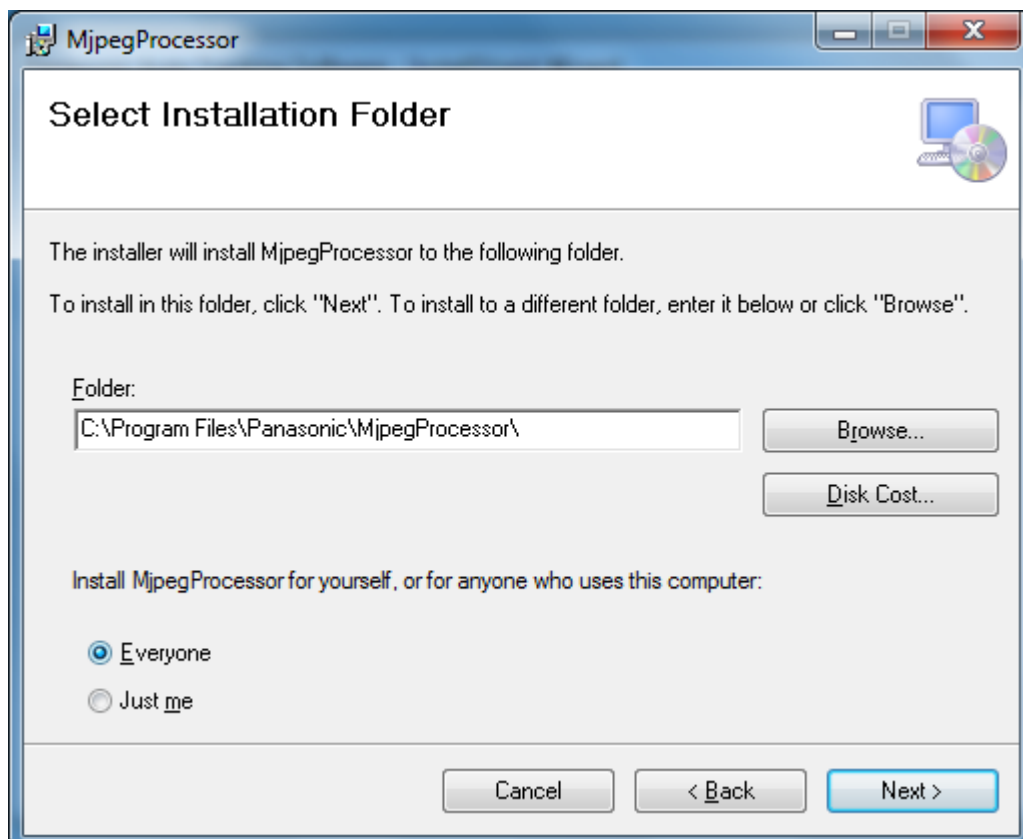 MjpegProcessor
Select Installation Folder
The installer will install MjpegProcessor to the following folder.
To install in this folder, click "Next". To install to a different folder, enter it below or click "Browse".
Folder:
C:\Program Files\Panasonic\MjpegProcessor\
Browse...
Disk Cost...
Install MjpegProcessor for yourself, or for anyone who uses this computer:
Everyone
Just me
Cancel
< Back
Next >